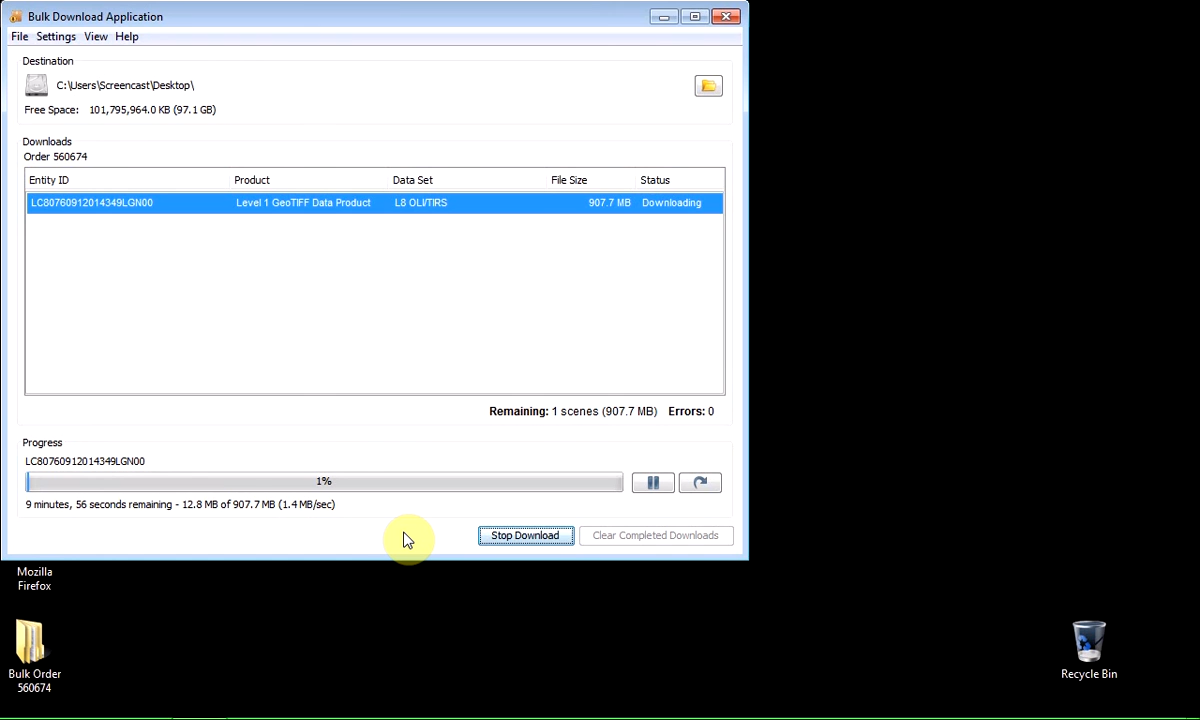 Bulk Download Application
File Settings View Help
Destination
C:\Users\Screencast\Desktop\
Free Space: 101,795,964.0 KB (97.1 GB)
Downloads
Order 560674
Entity ID Product Data Set File Size Status
LC80760912014349LGN00 Level 1 GeoTIFF Data Product L8 OLI/TIRS 907.7 MB Downloading
Remaining: 1 scenes (907.7 MB) Errors: 0
Progress
LC80760912014349LGN00
1%
9 minutes, 56 seconds remaining - 12.8 MB of 907.7 MB (1.4 MB/sec)
Stop Download Clear Completed Downloads
Mozilla
Firefox
Bulk Order
560674
Recycle Bin